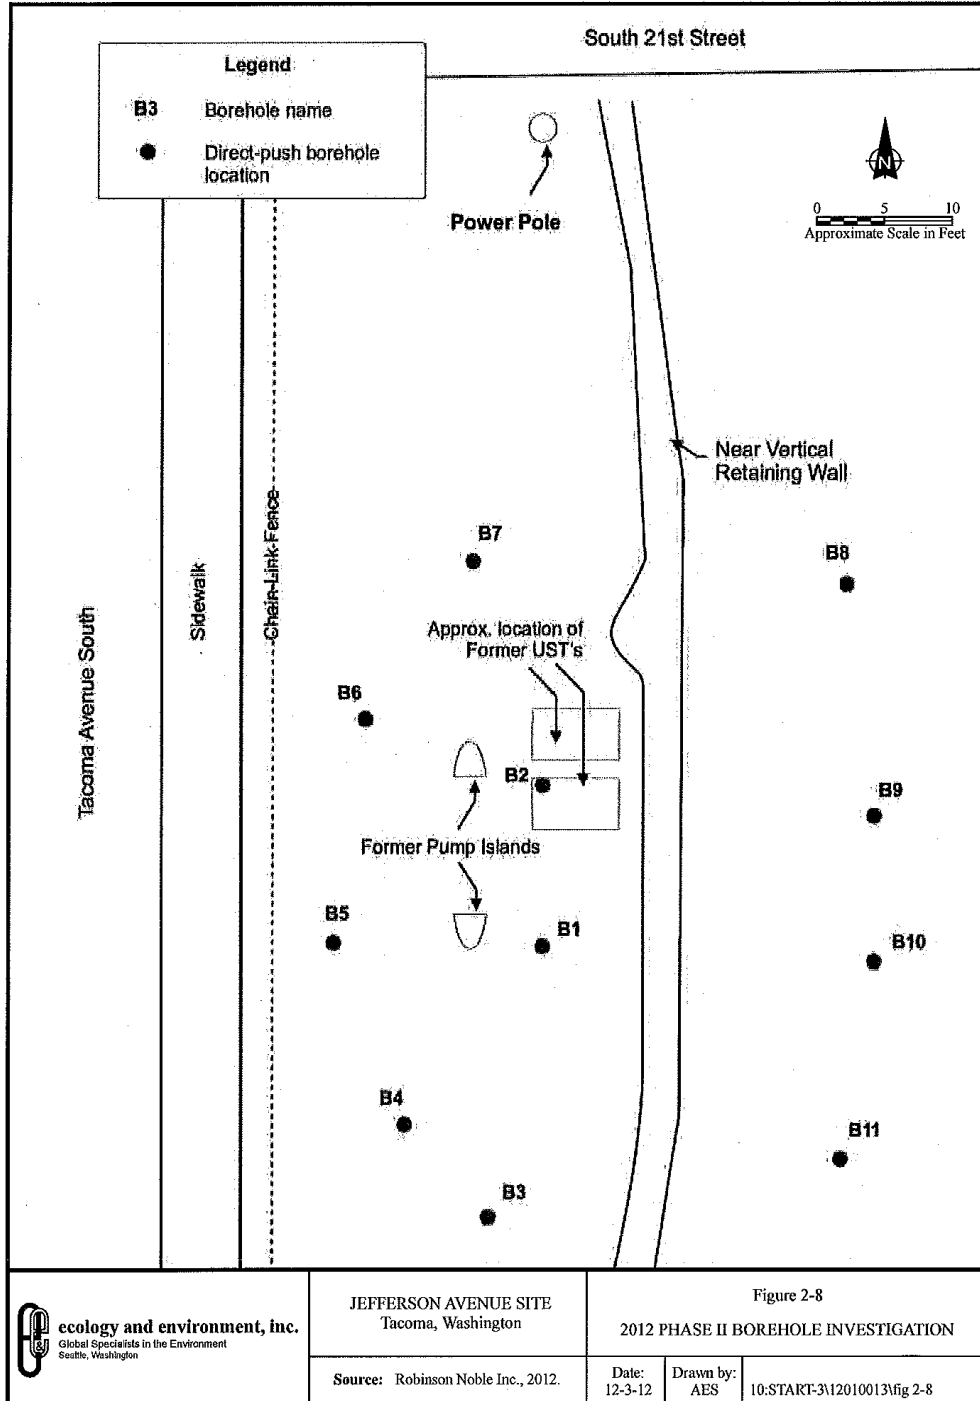 South 21st Street
Legend
B3 Borehole name
Direct-push borehole
location
Power Pole
N
0 5 10
Approximate Scale in Feet
Near Vertical
Retaining Wall
Chain-Link-Fence
Sidewalk
Tacoma Avenue South
B7
B8
Approx. location of
Former UST's
B6
B2
B9
Former Pump Islands
B5
B1
B10
B4
B11
B3
ecology and environment, inc.
Global Specialists in the Environment
Seattle, Washington
JEFFERSON AVENUE SITE
Tacoma, Washington
Figure 2-8
2012 PHASE II BOREHOLE INVESTIGATION
Source: Robinson Noble Inc., 2012.
Date:
12-3-12
Drawn by:
AES
10:START-3\12010013\fig 2-8